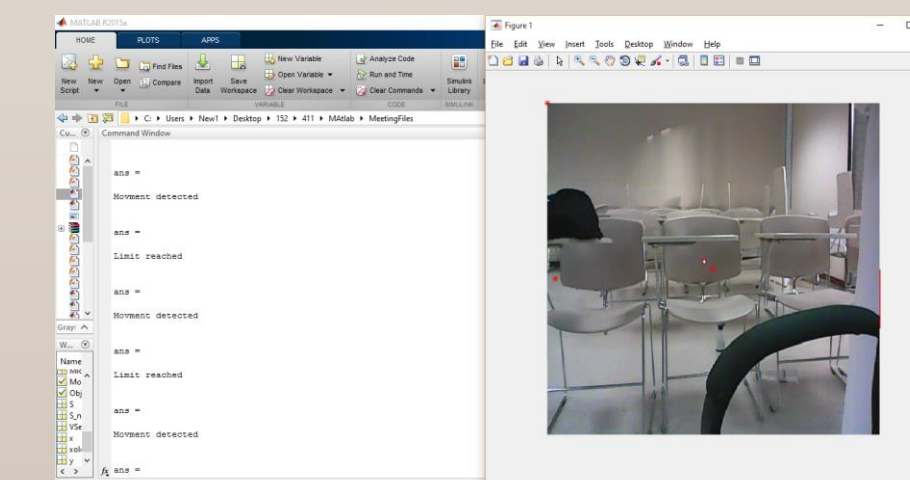 MATLAB R2015a
HOME PLOTS APPS
New Script
New
Open
Find Files
Compare
Import Data
Save Workspace
New Variable
Open Variable
Clear Workspace
Analyze Code
Run and Time
Clear Commands
Simulink Library
FILE VARIABLE CODE SIMULINK
C: Users New1 Desktop 152 411 MAtlab MeetingFiles
Cu...
Command Window
ans =
Movment detected
ans =
Limit reached
ans =
Movment detected
ans =
Limit reached
ans =
Movment detected
fx ans =
W...
Name
Mo
Obj
S
S_n
VSe
x
xol
y
Figure 1
File Edit View Insert Tools Desktop Window Help